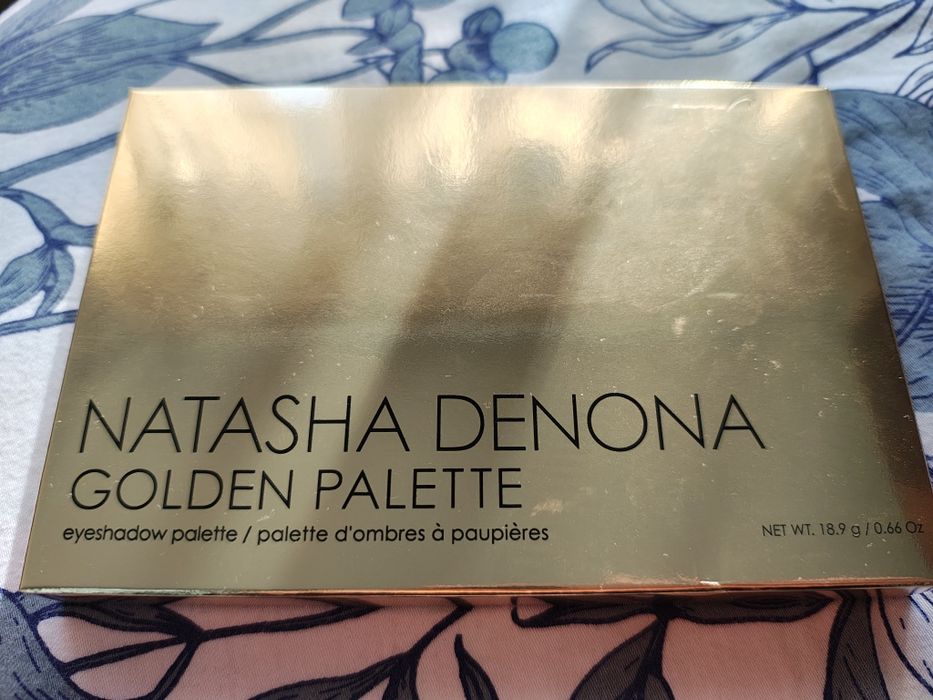 NATASHA DENONA
GOLDEN PALETTE
eyeshadow palette / palette d'ombres à paupières
NET WT. 18.9 g / 0.66 Oz